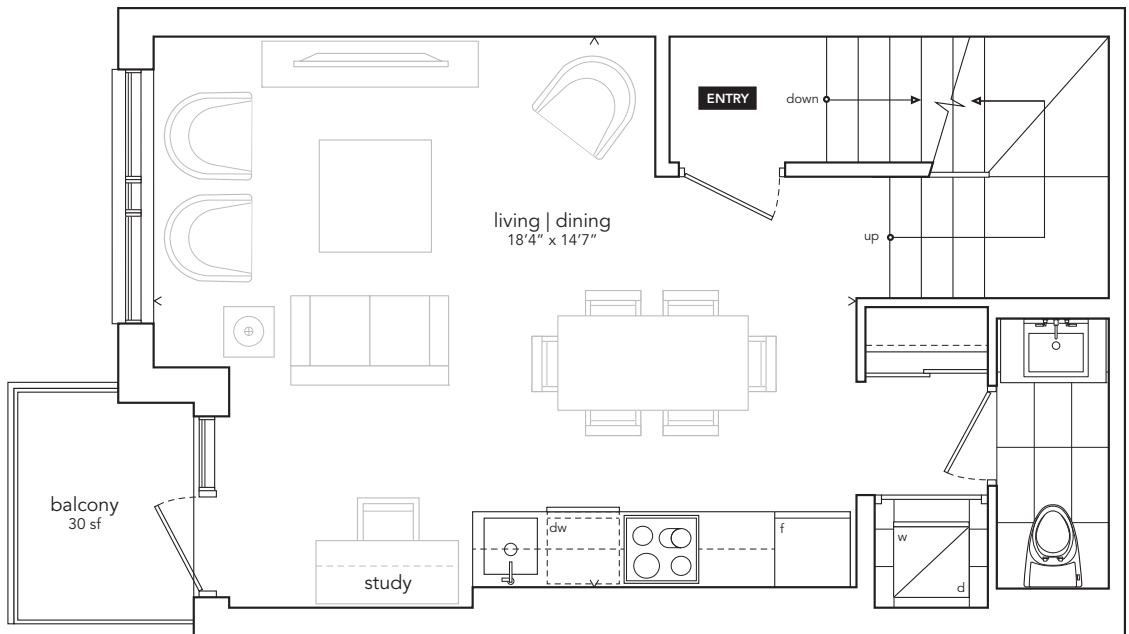 ENTRY
down
living | dining
18'4" x 14'7"
up
balcony
30 sf
study
dw
f
w
d